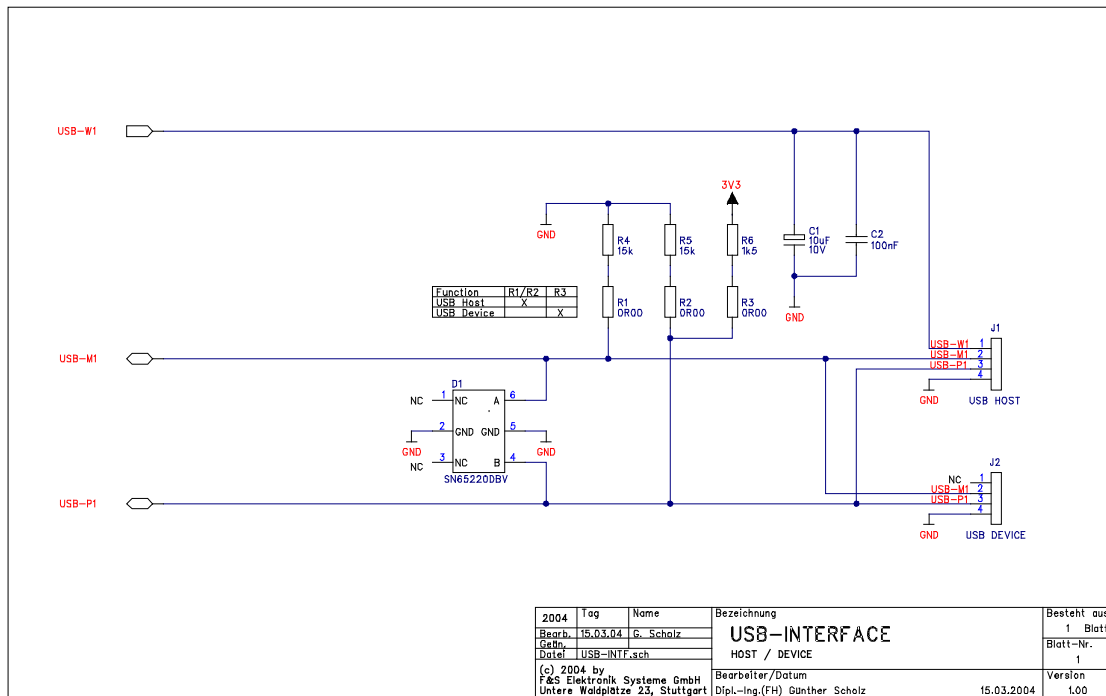 USB-W1
3V3
GND
R4
15k
R5
15k
R6
1k5
C1
10uF
10V
C2
100nF
Function R1/R2 R3
USB Host X
USB Device X
R1
0R00
R2
0R00
R3
0R00
GND
J1
USB-W1 1
USB-M1 2
USB-P1 3
4
GND
USB HOST
USB-M1
D1
NC 1 NC A 6
GND 2 GND GND 5 GND
NC 3 NC B 4
SN65220DBV
USB-P1
J2
NC 1
USB-M1 2
USB-P1 3
4
GND
USB DEVICE
2004 Tag Name
Bearb. 15.03.04 G. Scholz
Gepr.
Datei USB-INTF.sch
(c) 2004 by
F&S Elektronik Systeme GmbH
Untere Waldplätze 23, Stuttgart
Bezeichnung
USB-INTERFACE
HOST / DEVICE
Bearbeiter/Datum
Dipl.-Ing.(FH) Günther Scholz 15.03.2004
Besteht aus
1 Blatt
Blatt-Nr.
1
Version
1.00